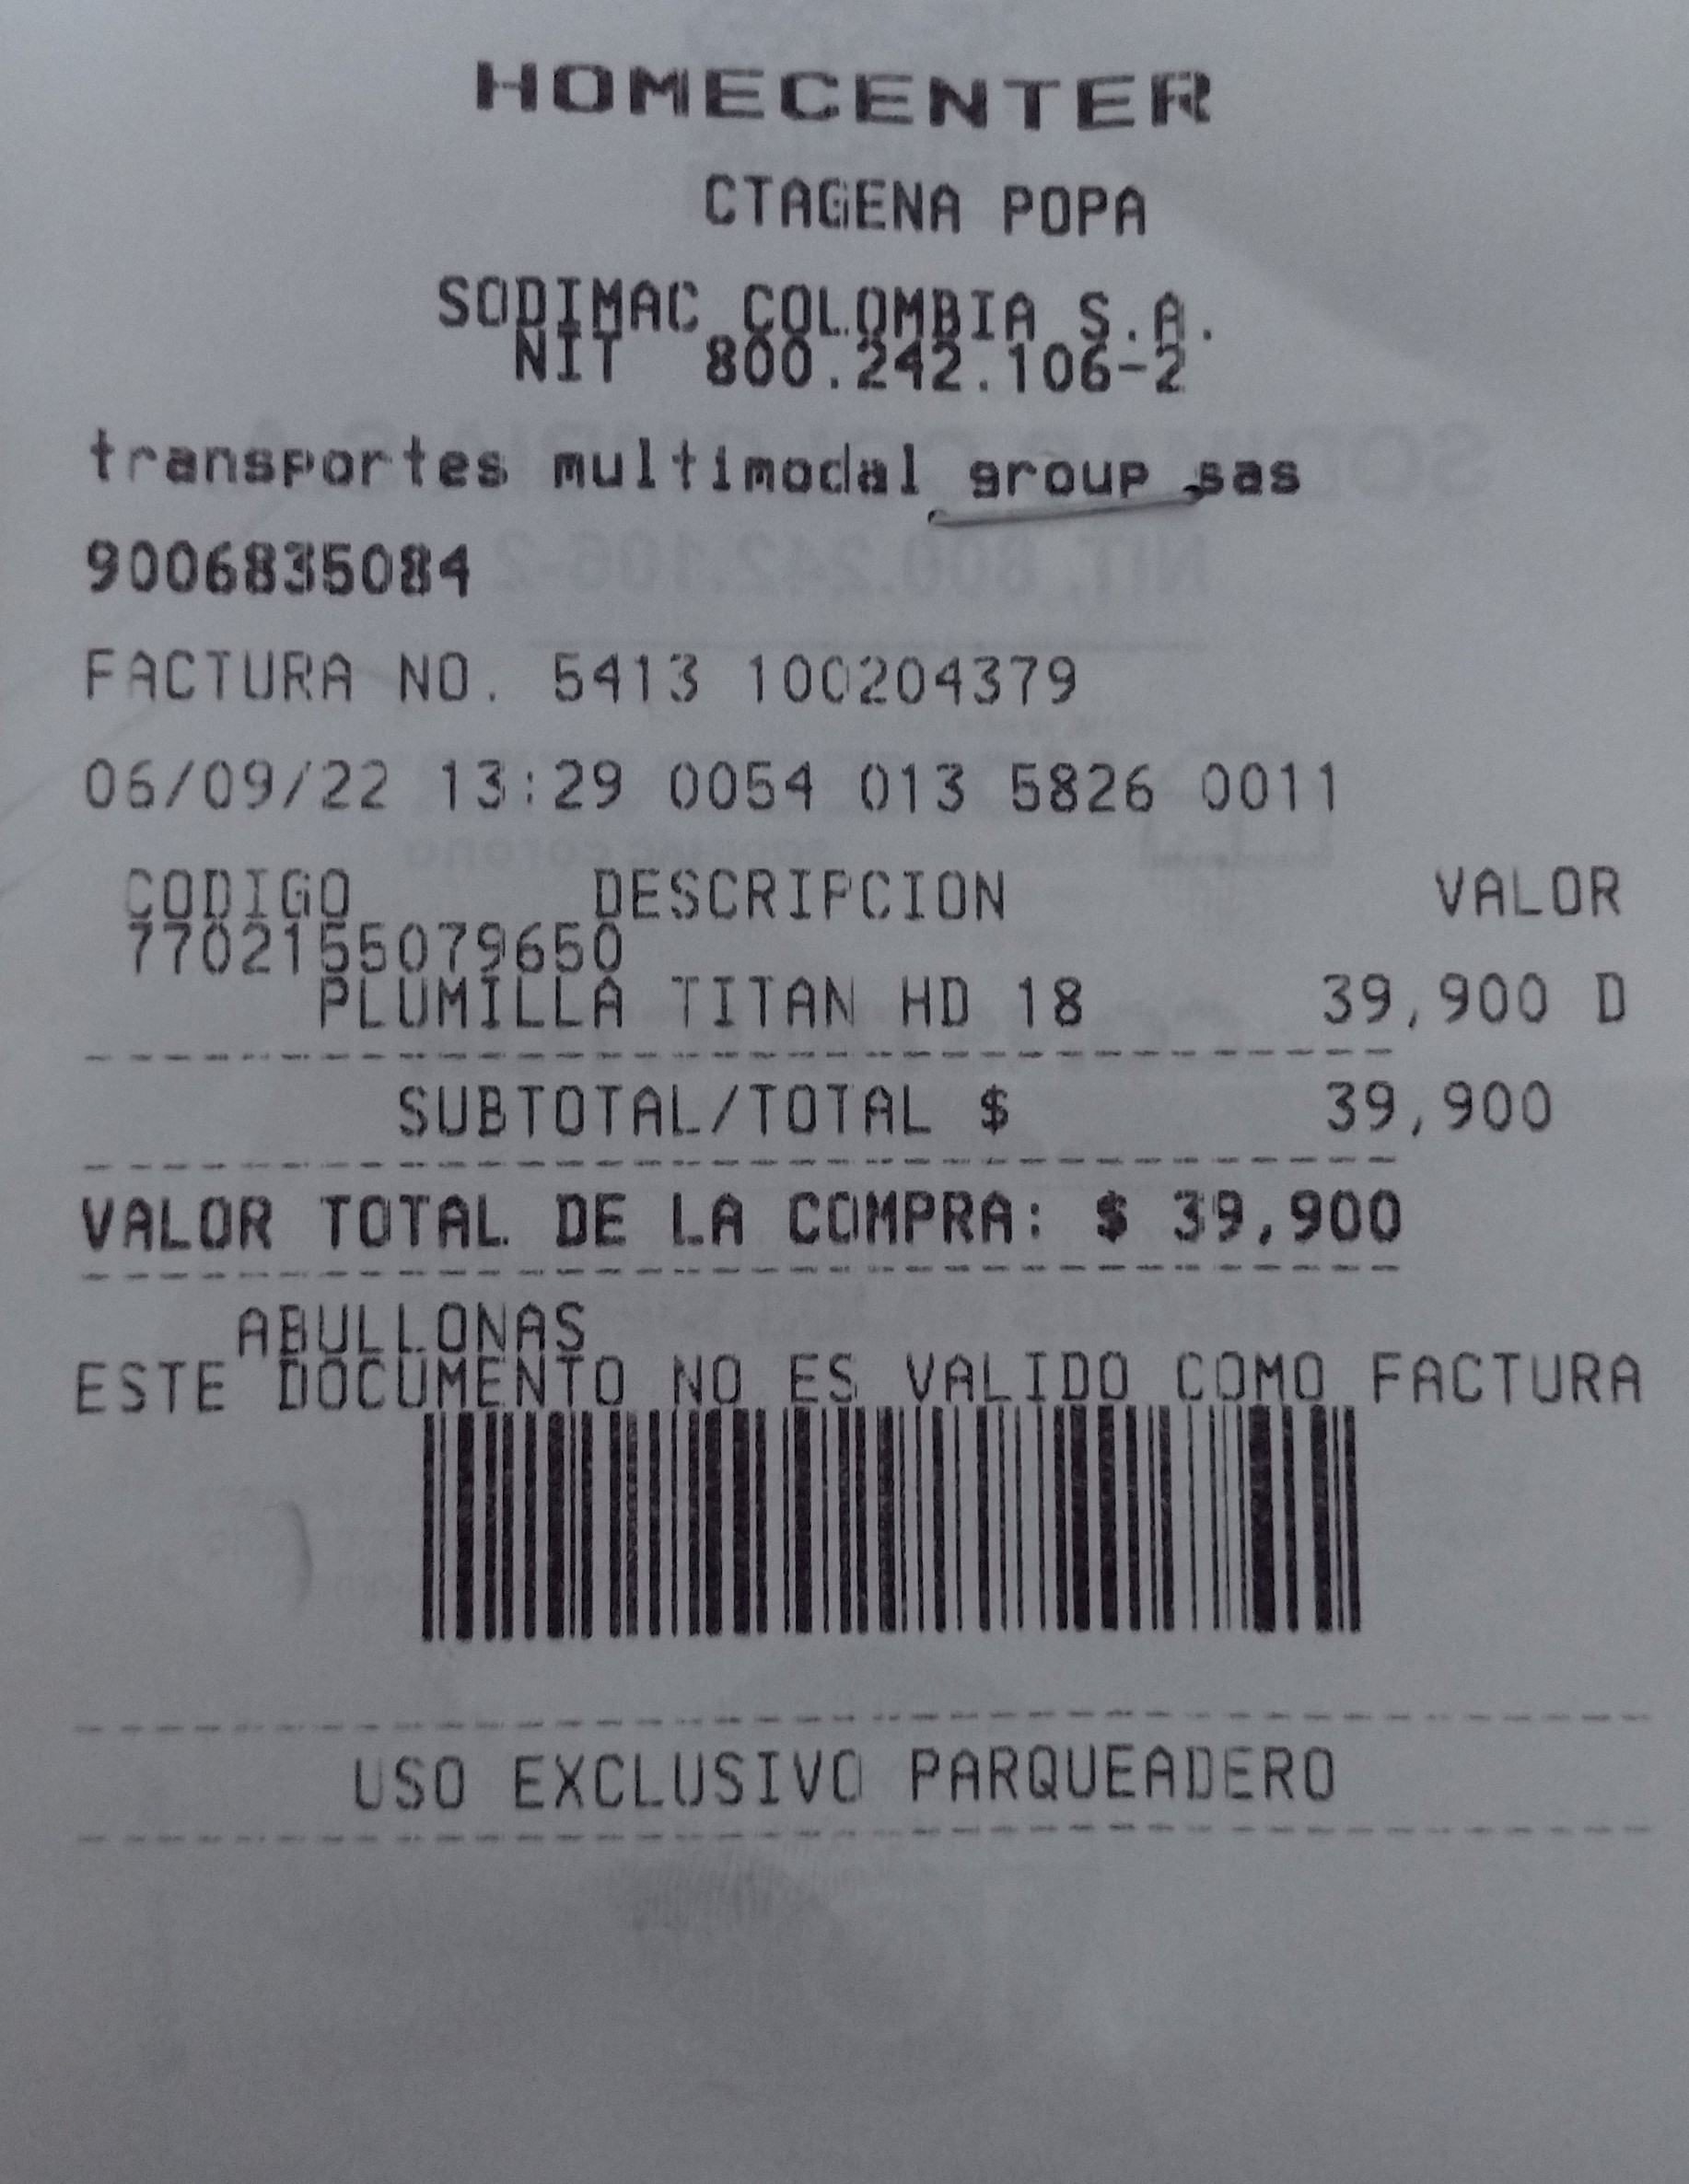 HOMECENTER
CTAGENA POPA
SODIMAC COLOMBIA S.A.
NIT 800.242.106-2
transportes multimodal group sas
9006835084
FACTURA NO. 5413 100204379
06/09/22 13:29 0054 013 5826 0011
CODIGO DESCRIPCION VALOR
7702155079650
PLUMILLA TITAN HD 18 39,900 D
SUBTOTAL/TOTAL $ 39,900
VALOR TOTAL DE LA COMPRA: $ 39,900
ABULLONAS
ESTE DOCUMENTO NO ES VALIDO COMO FACTURA
USO EXCLUSIVO PARQUEADERO